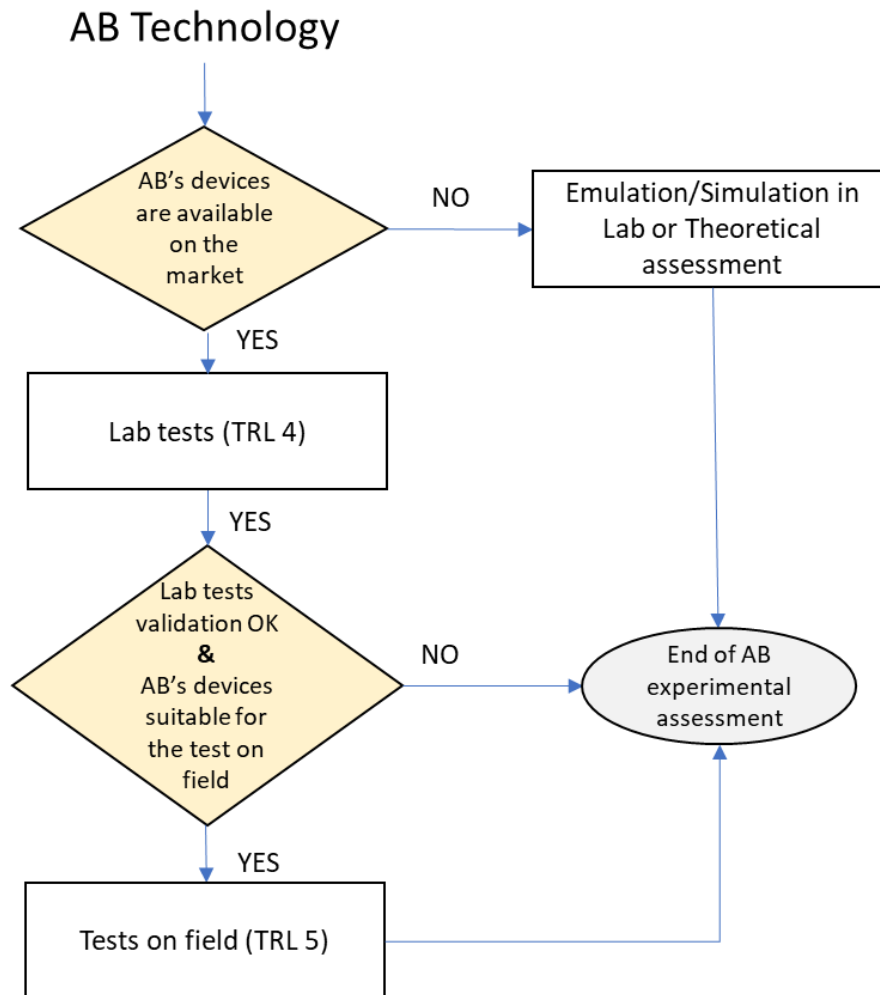 AB Technology
AB's devices
are available
on the
market
NO
Emulation/Simulation in
Lab or Theoretical
assessment
YES
Lab tests (TRL 4)
YES
Lab tests
validation OK
&
AB's devices
suitable for
the test on
field
NO
End of AB
experimental
assessment
YES
Tests on field (TRL 5)